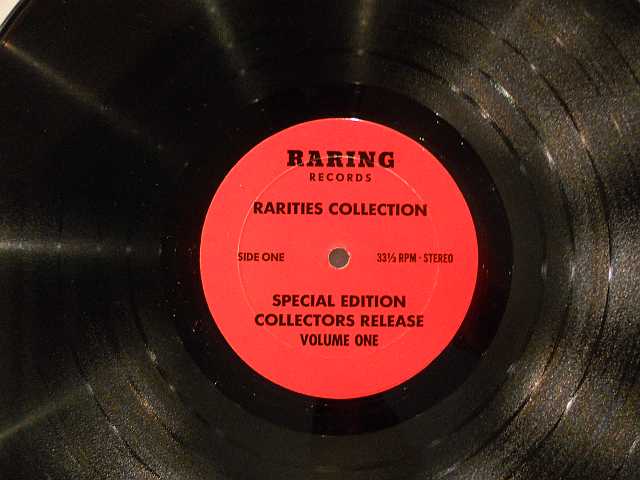 RARING
RECORDS
RARITIES COLLECTION
SIDE ONE 33⅓ RPM - STEREO
SPECIAL EDITION
COLLECTORS RELEASE
VOLUME ONE